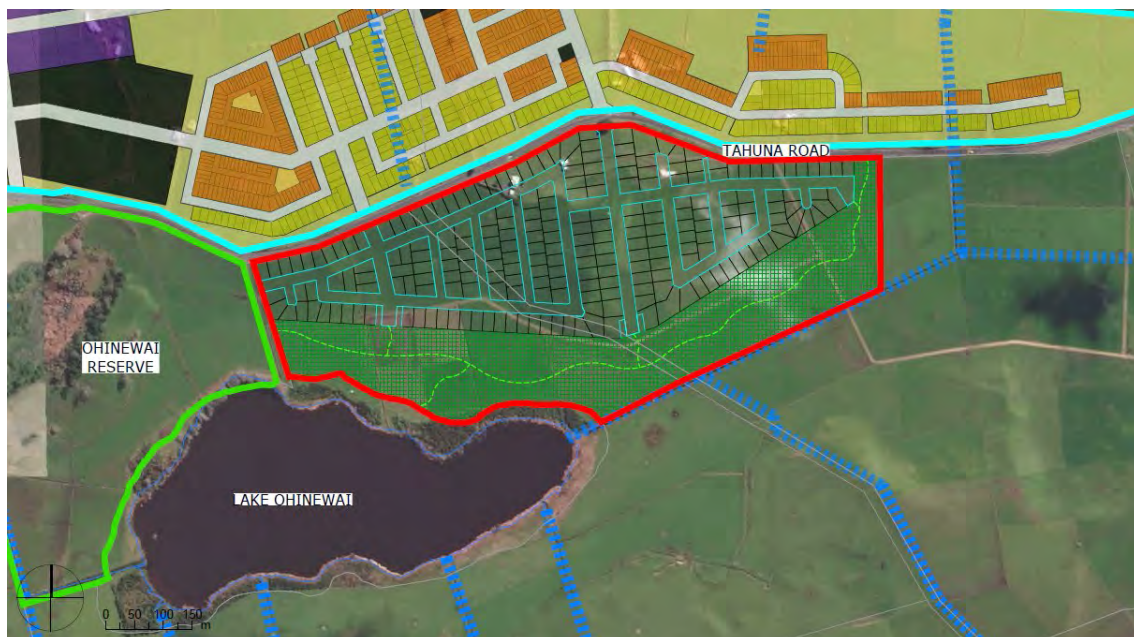 TAHUNA ROAD
OHINEWAI
RESERVE
LAKE OHINEWAI
0 50 100 150
m